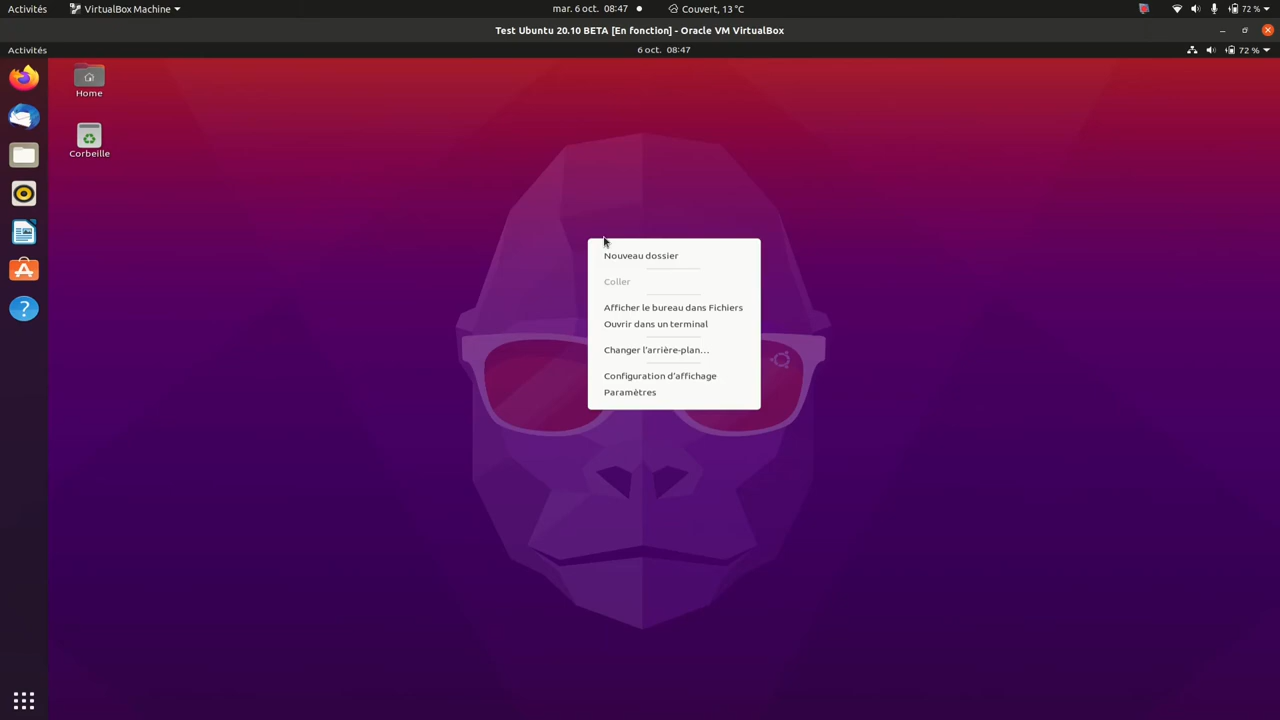 Activités VirtualBox Machine mar. 6 oct. 08:47 Couvert, 13 °C 72 %
Test Ubuntu 20.10 BETA [En fonction] - Oracle VM VirtualBox
Activités 6 oct. 08:47 72 %
Home
Corbeille
Nouveau dossier
Coller
Afficher le bureau dans Fichiers
Ouvrir dans un terminal
Changer l'arrière-plan…
Configuration d'affichage
Paramètres